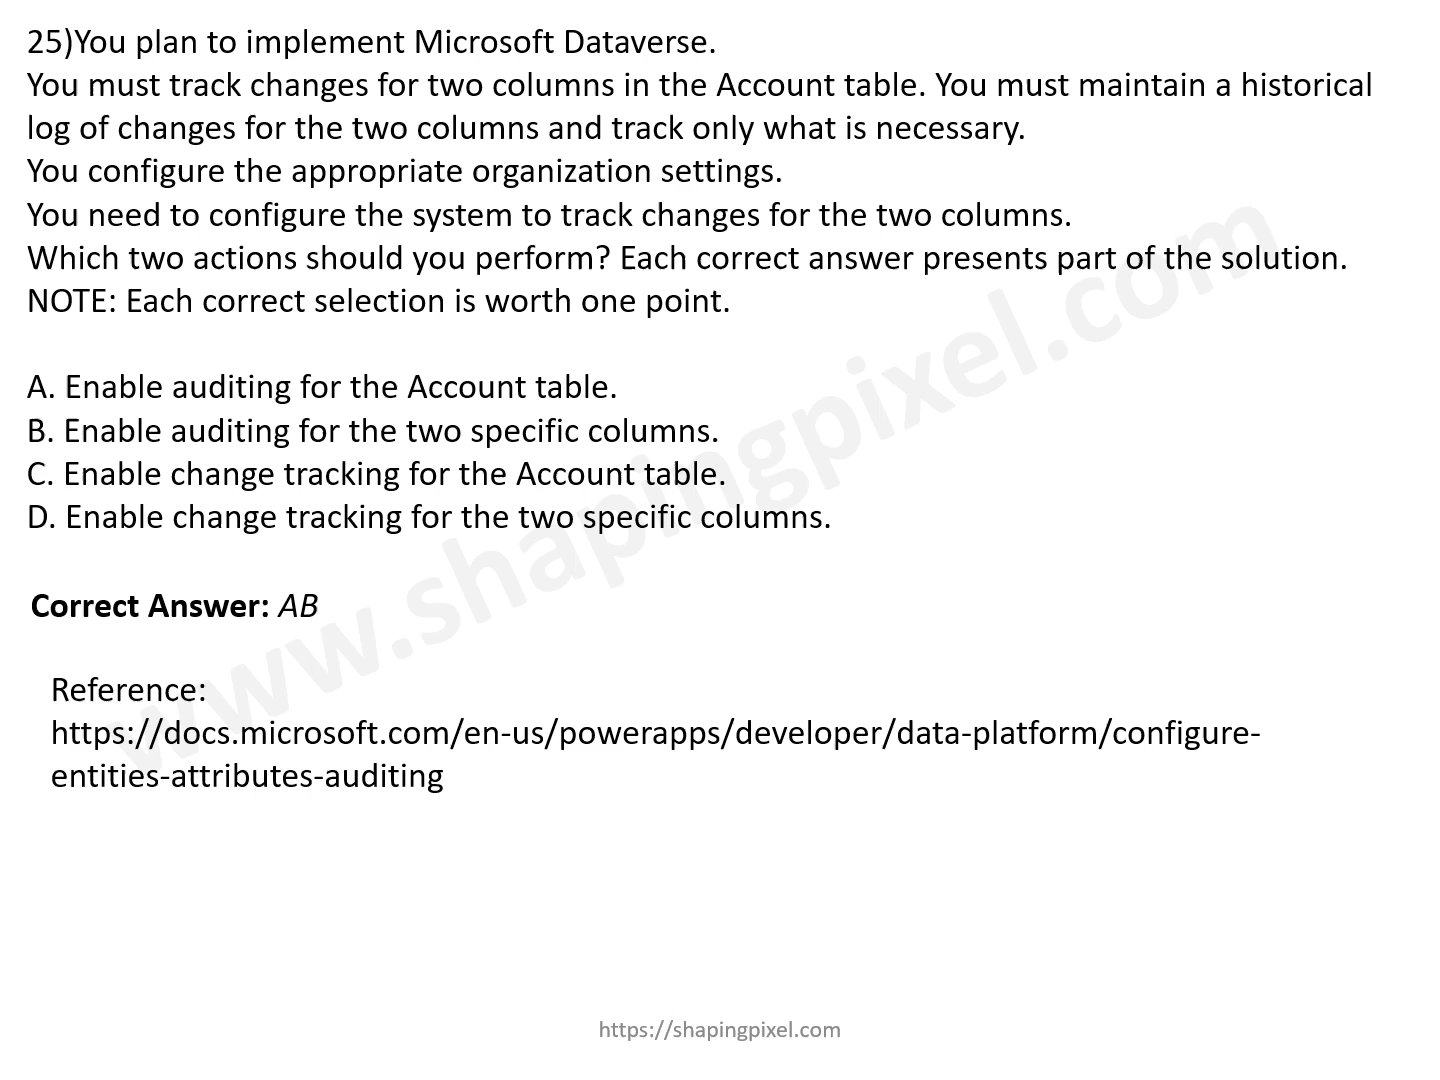 25)You plan to implement Microsoft Dataverse.
You must track changes for two columns in the Account table. You must maintain a historical
log of changes for the two columns and track only what is necessary.
You configure the appropriate organization settings.
You need to configure the system to track changes for the two columns.
Which two actions should you perform? Each correct answer presents part of the solution.
NOTE: Each correct selection is worth one point.
A. Enable auditing for the Account table.
B. Enable auditing for the two specific columns.
C. Enable change tracking for the Account table.
D. Enable change tracking for the two specific columns.
Correct Answer: AB
Reference:
https://docs.microsoft.com/en-us/powerapps/developer/data-platform/configure-
entities-attributes-auditing
www.shapingpixel.com
https://shapingpixel.com